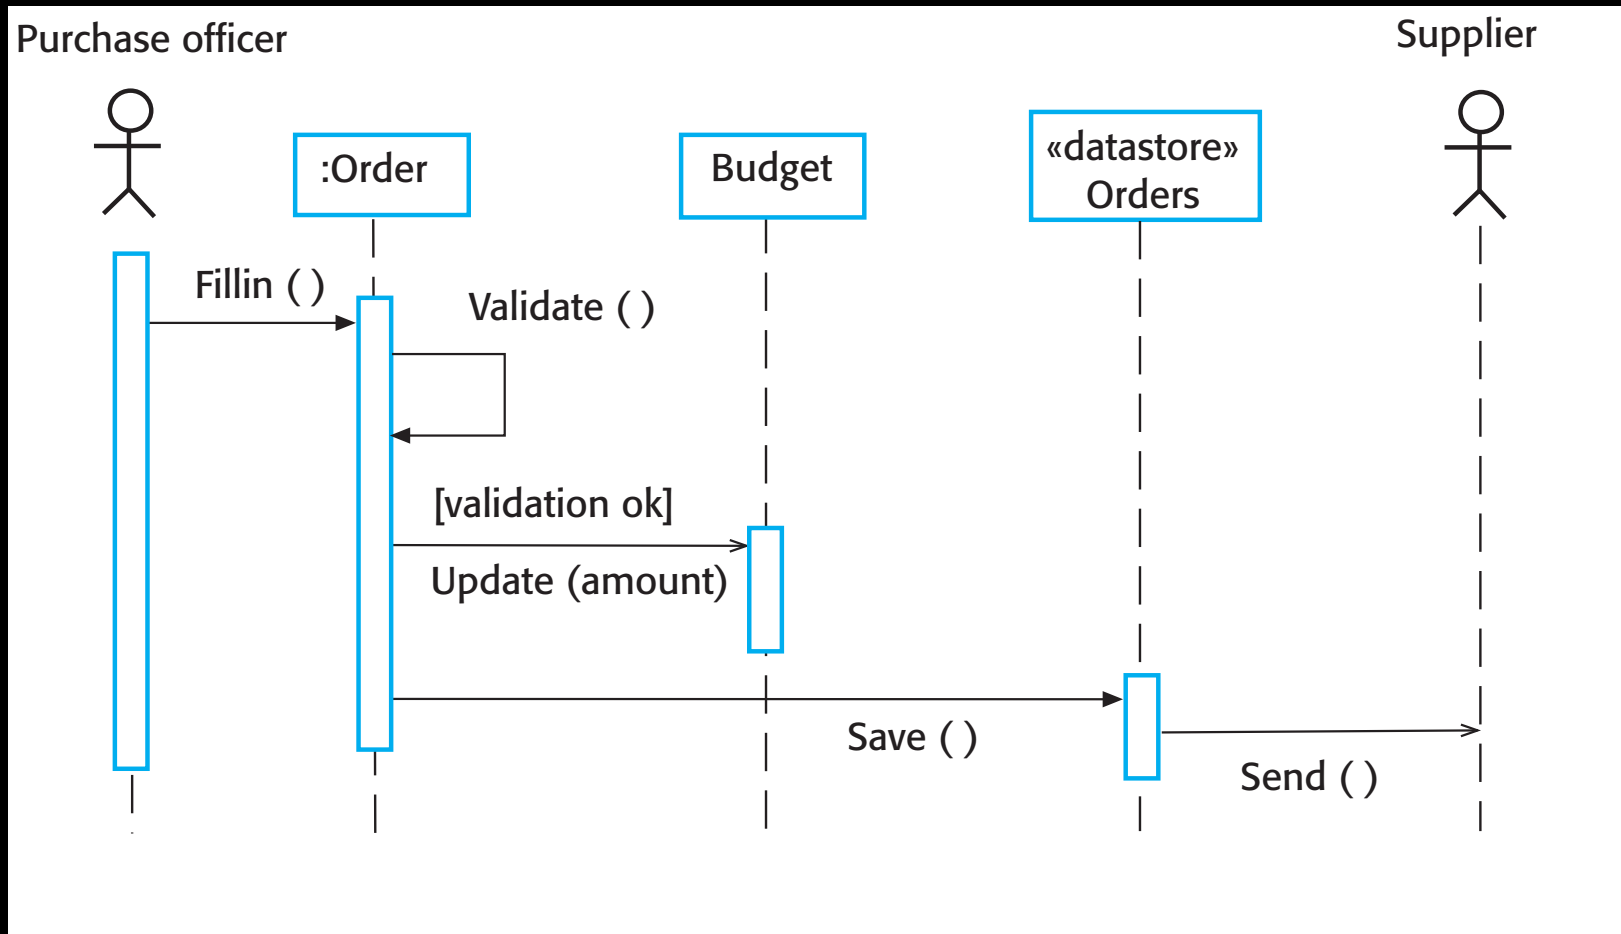 Purchase officer
Supplier
:Order
Budget
«datastore»
Orders
Fillin ( )
Validate ( )
[validation ok]
Update (amount)
Save ( )
Send ( )